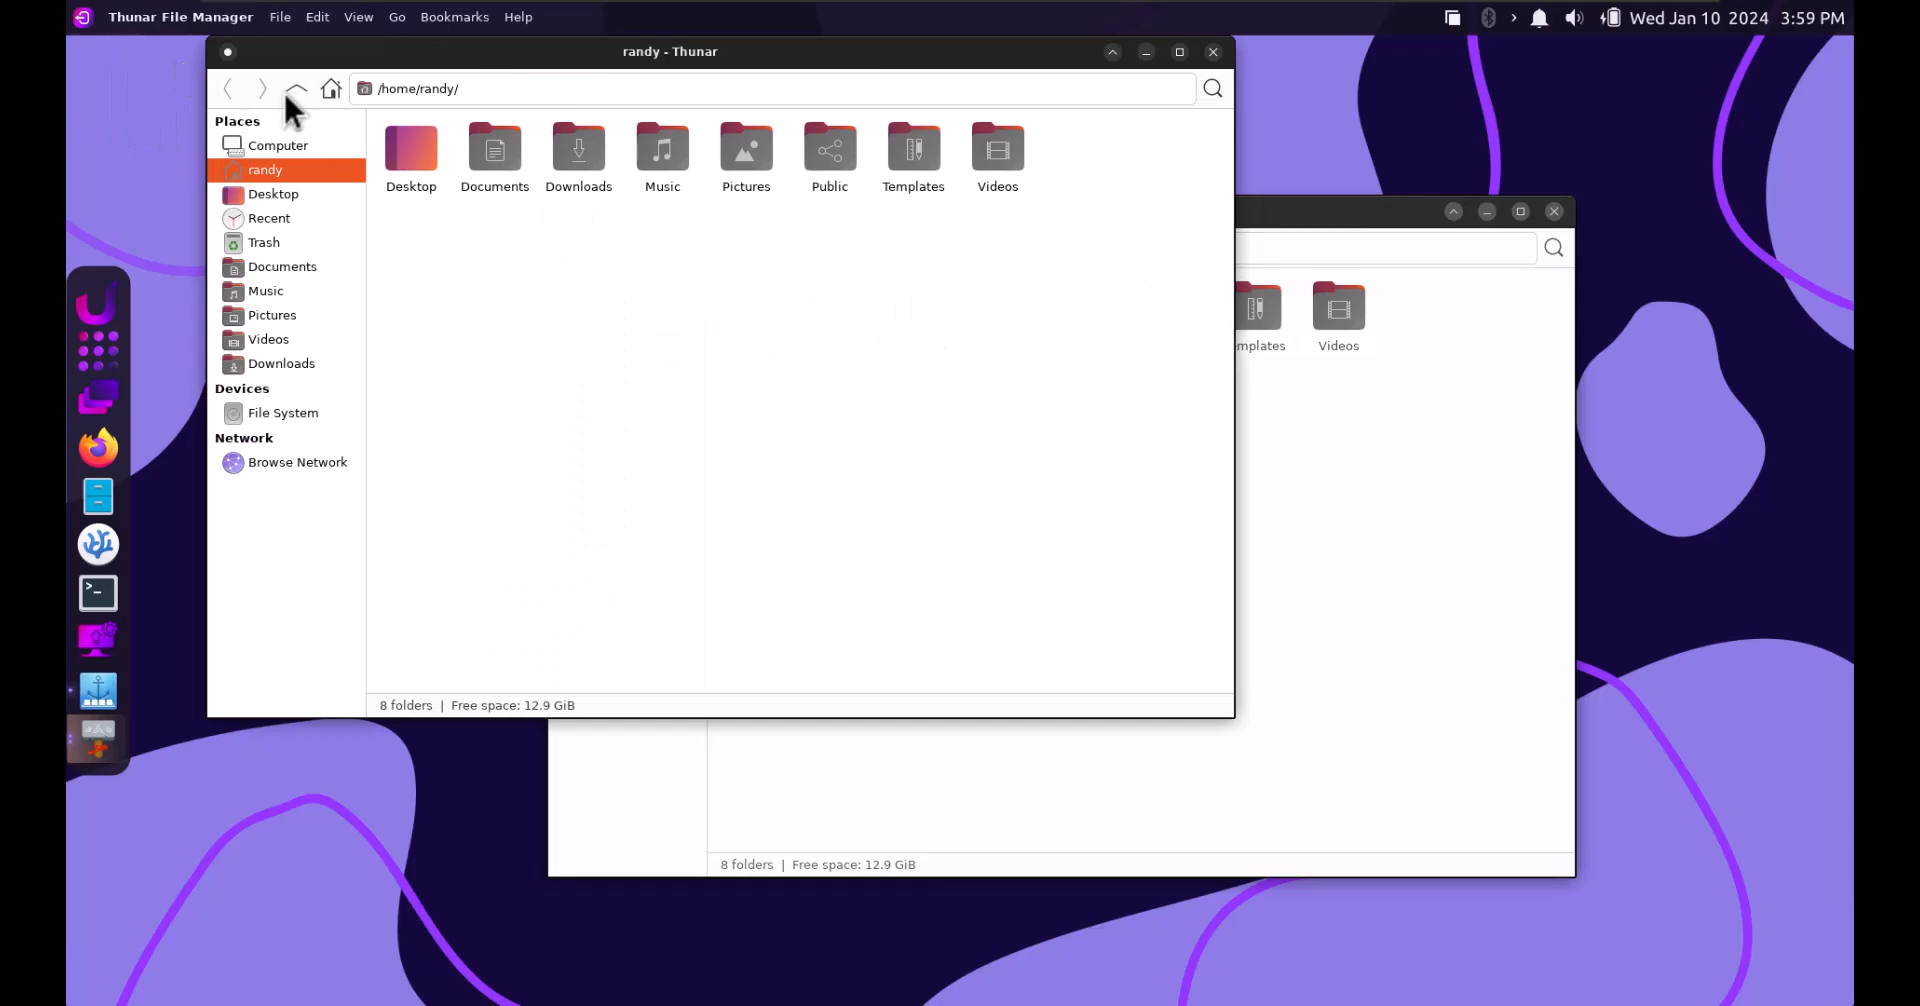 Thunar File Manager File Edit View Go Bookmarks Help
Wed Jan 10 2024 3:59 PM
randy - Thunar
/home/randy/
Places
Computer
randy
Desktop
Recent
Trash
Documents
Music
Pictures
Videos
Downloads
Devices
File System
Network
Browse Network
Desktop Documents Downloads Music Pictures Public Templates Videos
8 folders | Free space: 12.9 GiB
mplates Videos
8 folders | Free space: 12.9 GiB